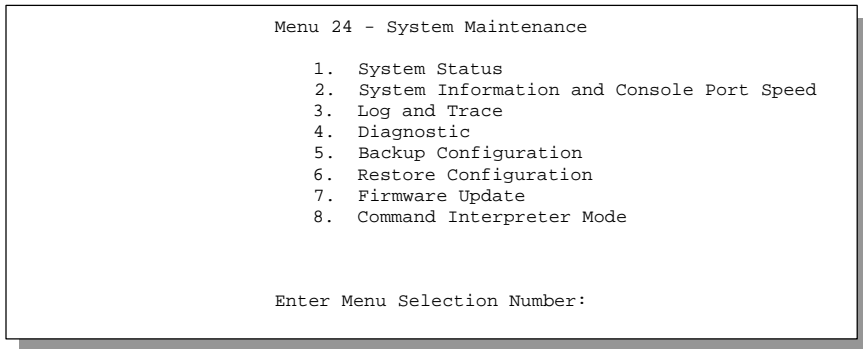 Menu 24 - System Maintenance
1. System Status
2. System Information and Console Port Speed
3. Log and Trace
4. Diagnostic
5. Backup Configuration
6. Restore Configuration
7. Firmware Update
8. Command Interpreter Mode
Enter Menu Selection Number: